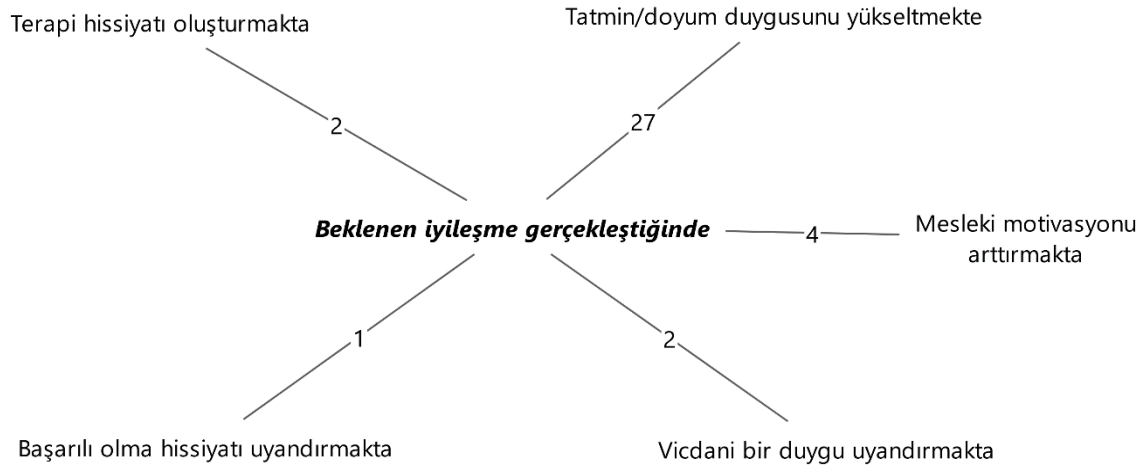 Terapi hissiyatı oluşturmakta
Tatmin/doyum duygusunu yükseltmekte
2
27
Beklenen iyileşme gerçekleştiğinde
4
Mesleki motivasyonu
arttırmakta
1
2
Başarılı olma hissiyatı uyandırmakta
Vicdani bir duygu uyandırmakta